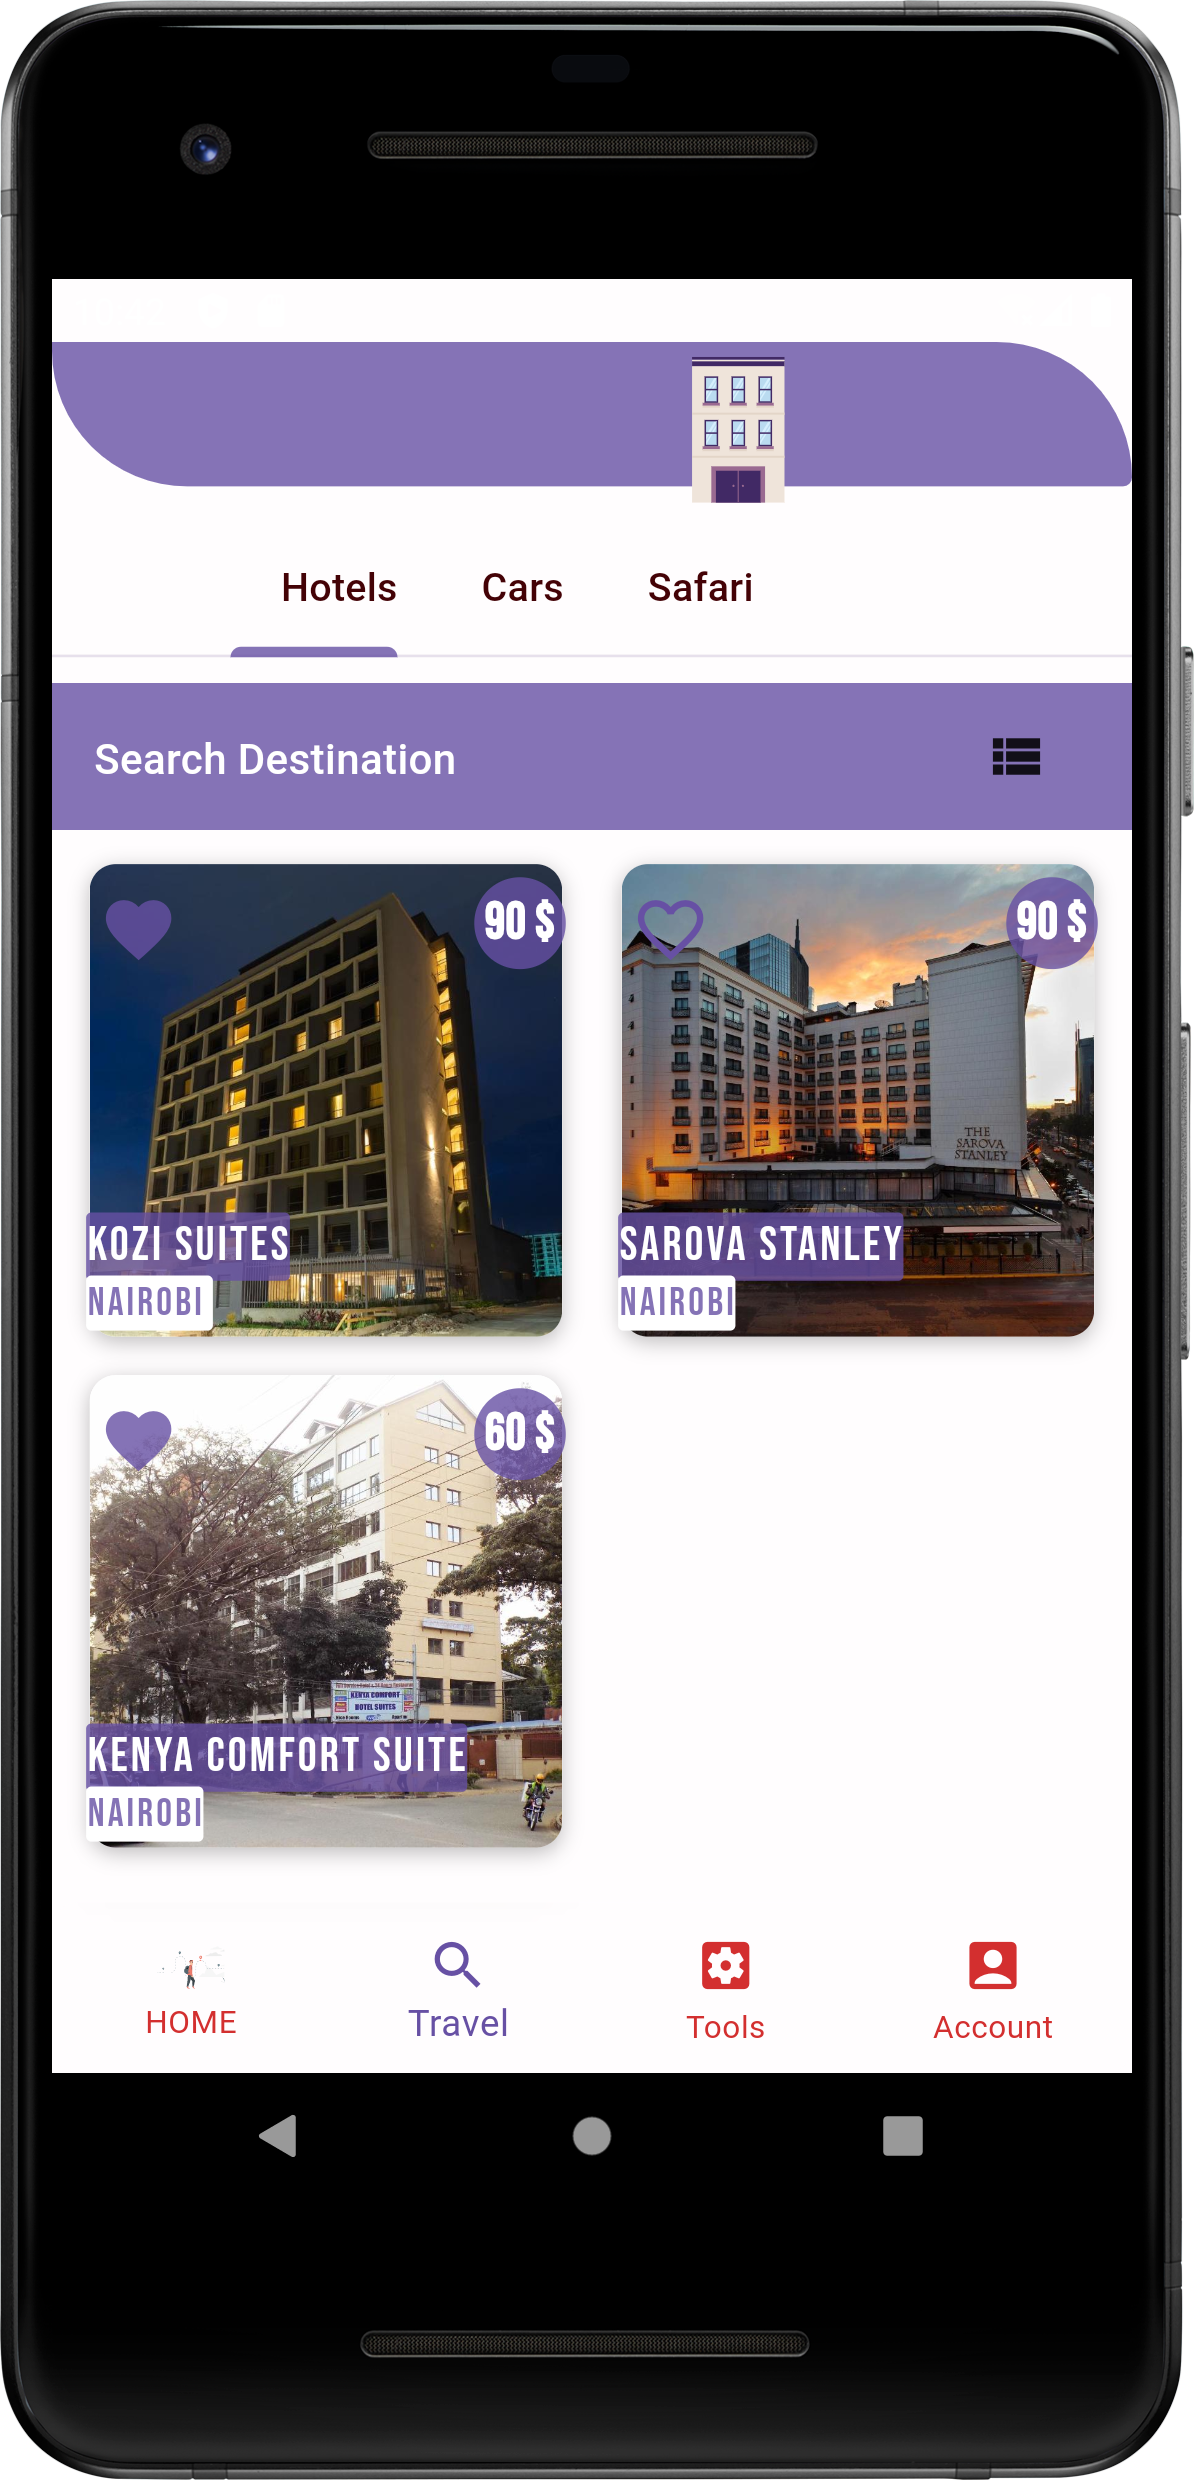 Hotels Cars Safari
Search Destination
90 $
90 $
THE
SAROVA
STANLEY
KOZI SUITES
NAIROBI
SAROVA STANLEY
NAIROBI
60 $
KENYA COMFORT
HOTEL SUITES
KENYA COMFORT SUITE
NAIROBI
HOME Travel Tools Account